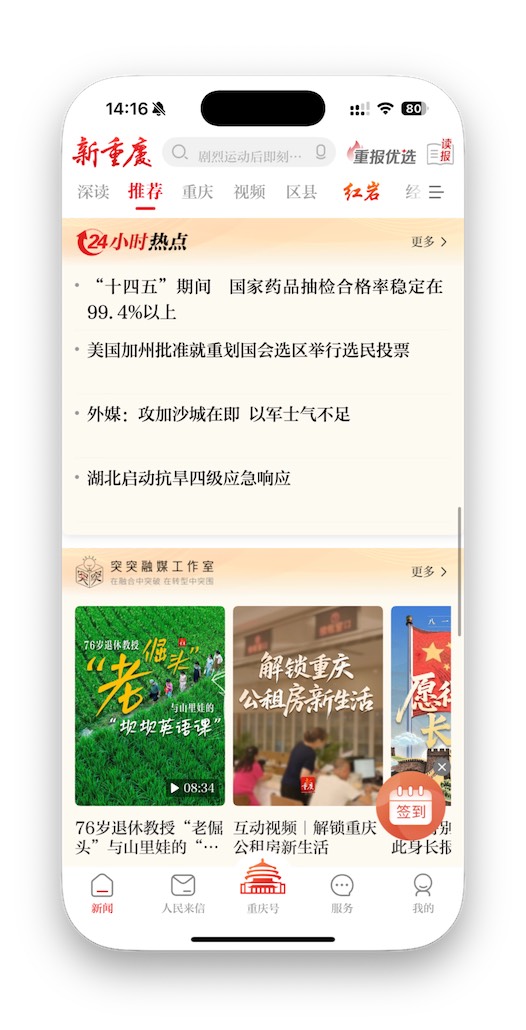 14:16
80
新重庆
剧烈运动后即刻…
重报优选
读报
深读 推荐 重庆 视频 区县 红岩 经
24小时热点
更多
“十四五”期间 国家药品抽检合格率稳定在
99.4%以上
美国加州批准就重划国会选区举行选民投票
外媒：攻加沙城在即 以军士气不足
湖北启动抗旱四级应急响应
突突融媒工作室
在融合中突破 在转型中突围
更多
76岁退休教授
“老倔头”
与山里娃的
“坝坝英语课”
08:34
解锁重庆
公租房新生活
八一
愿得
长
签到
76岁退休教授“老倔
头”与山里娃的“…
互动视频｜解锁重庆
公租房新生活
别
此身长报
新闻 人民来信 重庆号 服务 我的